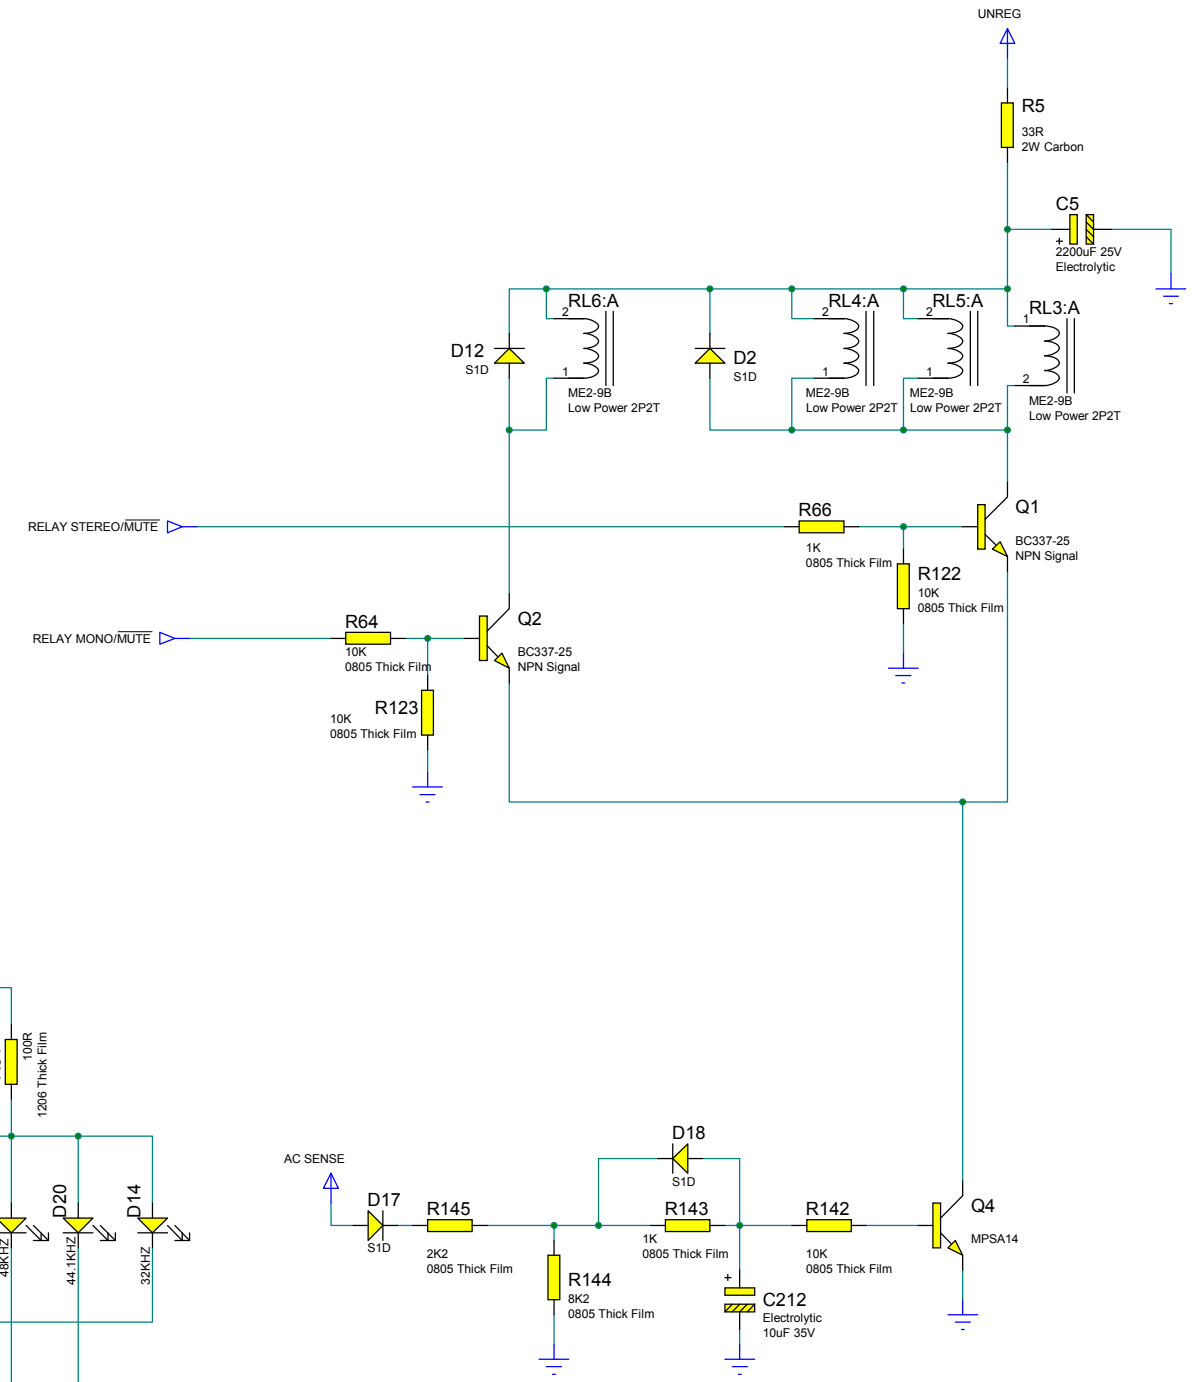 UNREG
R5
33R
2W Carbon
C5
+
2200uF 25V
Electrolytic
RL6:A
2
1
ME2-9B
Low Power 2P2T
D12
S1D
D2
S1D
RL4:A
2
1
ME2-9B
Low Power 2P2T
RL5:A
2
1
ME2-9B
Low Power 2P2T
RL3:A
1
2
ME2-9B
Low Power 2P2T
RELAY STEREO/MUTE
R66
1K
0805 Thick Film
Q1
BC337-25
NPN Signal
R122
10K
0805 Thick Film
RELAY MONO/MUTE
R64
10K
0805 Thick Film
Q2
BC337-25
NPN Signal
R123
10K
0805 Thick Film
100R
1206 Thick Film
48KHZ
D20
44.1KHZ
D14
32KHZ
AC SENSE
D17
S1D
R145
2K2
0805 Thick Film
D18
S1D
R143
1K
0805 Thick Film
R142
10K
0805 Thick Film
Q4
MPSA14
R144
8K2
0805 Thick Film
+
C212
Electrolytic
10uF 35V